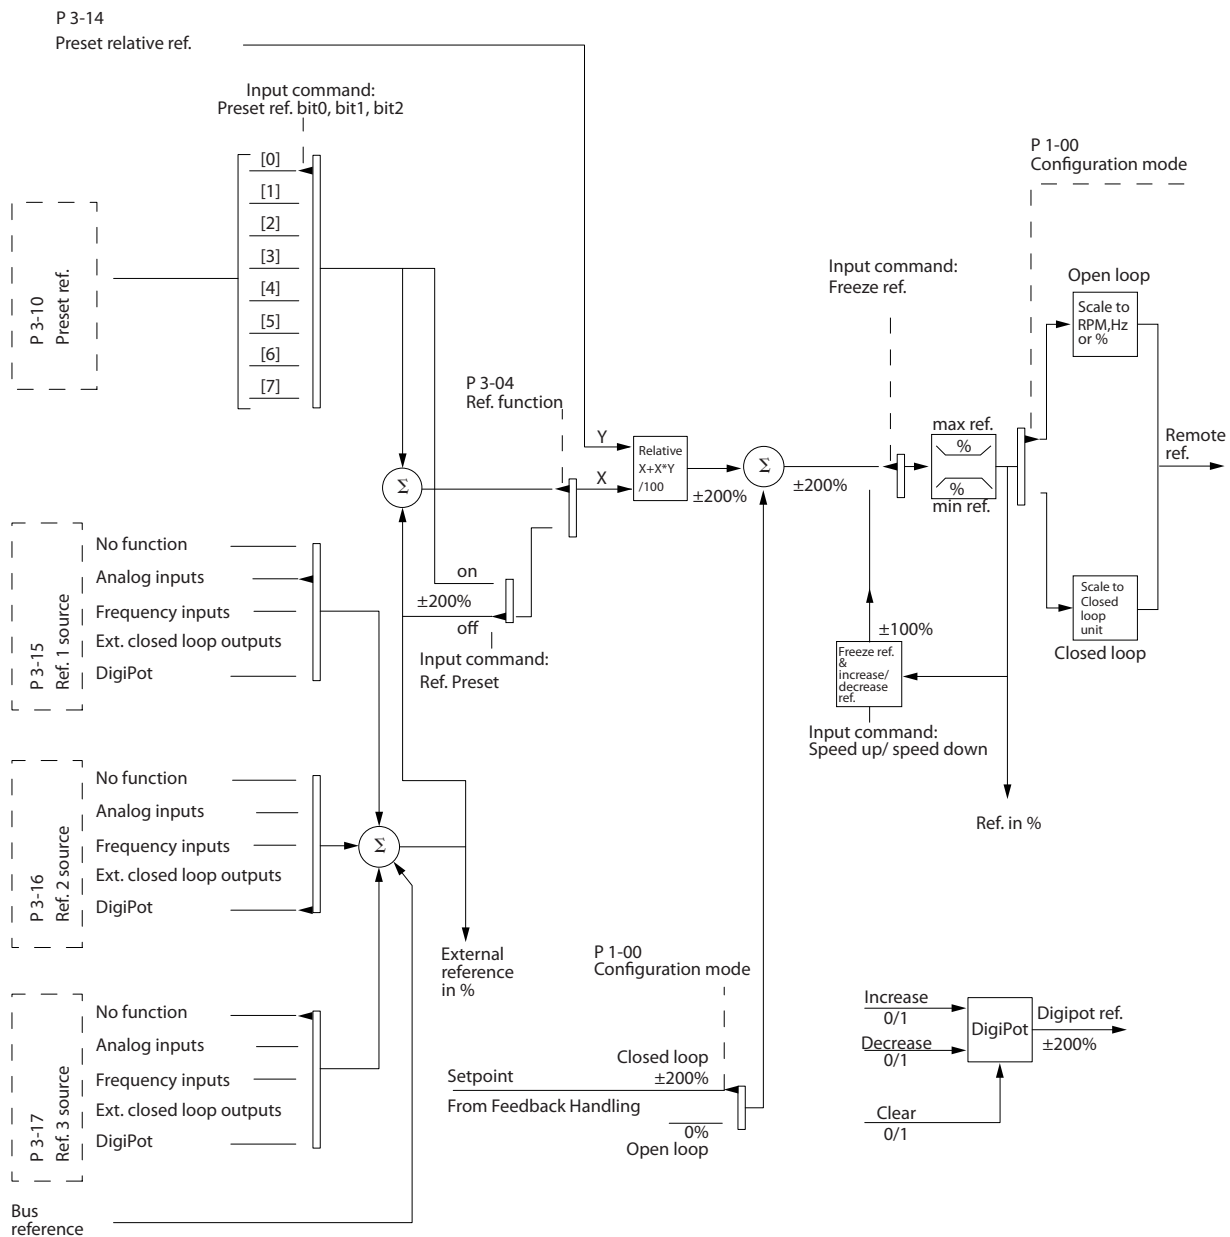 P 3-14
Preset relative ref.
Input command:
Preset ref. bit0, bit1, bit2
[0]
[1]
[2]
[3]
[4]
[5]
[6]
[7]
P 3-10
Preset ref.
P 1-00
Configuration mode
Input command:
Freeze ref.
Open loop
Scale to
RPM,Hz
or %
P 3-04
Ref. function
Y
X
Relative
X+X*Y
/100
±200%
Σ
±200%
max ref.
%
%
min ref.
Remote
ref.
Σ
P 3-15
Ref. 1 source
No function
Analog inputs
Frequency inputs
Ext. closed loop outputs
DigiPot
on
±200%
off
Input command:
Ref. Preset
±100%
Freeze ref.
&
increase/
decrease
ref.
Input command:
Speed up/ speed down
Scale to
Closed
loop
unit
Closed loop
Ref. in %
P 3-16
Ref. 2 source
No function
Analog inputs
Frequency inputs
Ext. closed loop outputs
DigiPot
Σ
External
reference
in %
P 1-00
Configuration mode
P 3-17
Ref. 3 source
No function
Analog inputs
Frequency inputs
Ext. closed loop outputs
DigiPot
Closed loop
±200%
Setpoint
From Feedback Handling
0%
Open loop
Increase
0/1
Decrease
0/1
Clear
0/1
DigiPot
Digipot ref.
±200%
Bus
reference